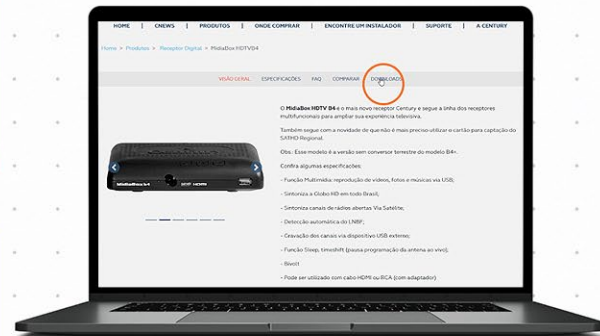 HOME | CNEWS | PRODUTOS | ONDE COMPRAR | ENCONTRE UM INSTALADOR | SUPORTE | A CENTURY
Home > Produtos > Receptor Digital > MidiaBox HDTV B4
VISÃO GERAL ESPECIFICAÇÕES FAQ COMPARAR DOWNLOADS
O MidiaBox HDTV B4 é o mais novo receptor Century e segue a linha dos receptores
multifuncionais para ampliar sua experiência televisiva.
Também segue com a novidade de que não é mais preciso utilizar o cartão para captação do
SATHD Regional.
Obs.: Esse modelo é a versão sem conversor terrestre do modelo B4+.
Confira algumas especificações:
- Função Multimídia: reprodução de vídeos, fotos e músicas via USB;
- Sintoniza a Globo HD em todo Brasil;
- Sintoniza canais de rádios abertas Via Satélite;
- Detecção automática do LNBF;
- Gravação dos canais via dispositivo USB externo;
- Função Sleep, timeshift (pausa programação da antena ao vivo);
- Bivolt
- Pode ser utilizado com cabo HDMI ou RCA (com adaptador)
MidiaBox B4 HDMI